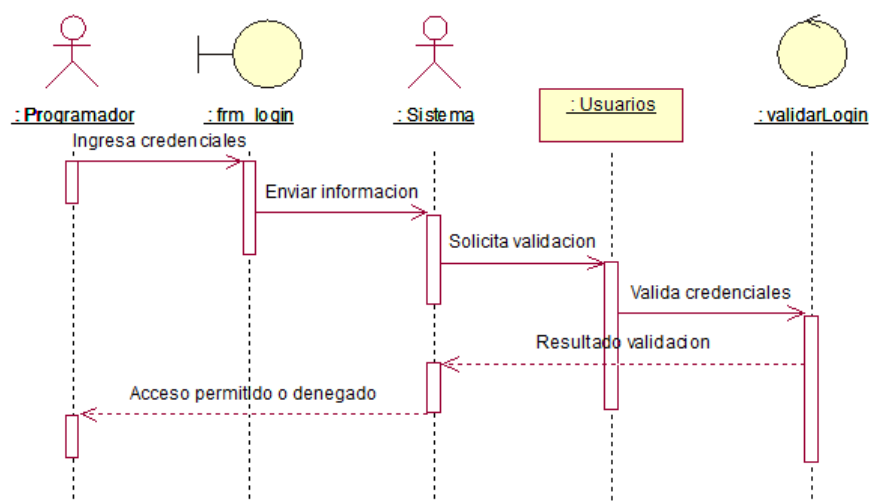 : Programador
: frm_login
: Sistema
: Usuarios
: validarLogin
Ingresa credenciales
Enviar informacion
Solicita validacion
Valida credenciales
Resultado validacion
Acceso permitido o denegado